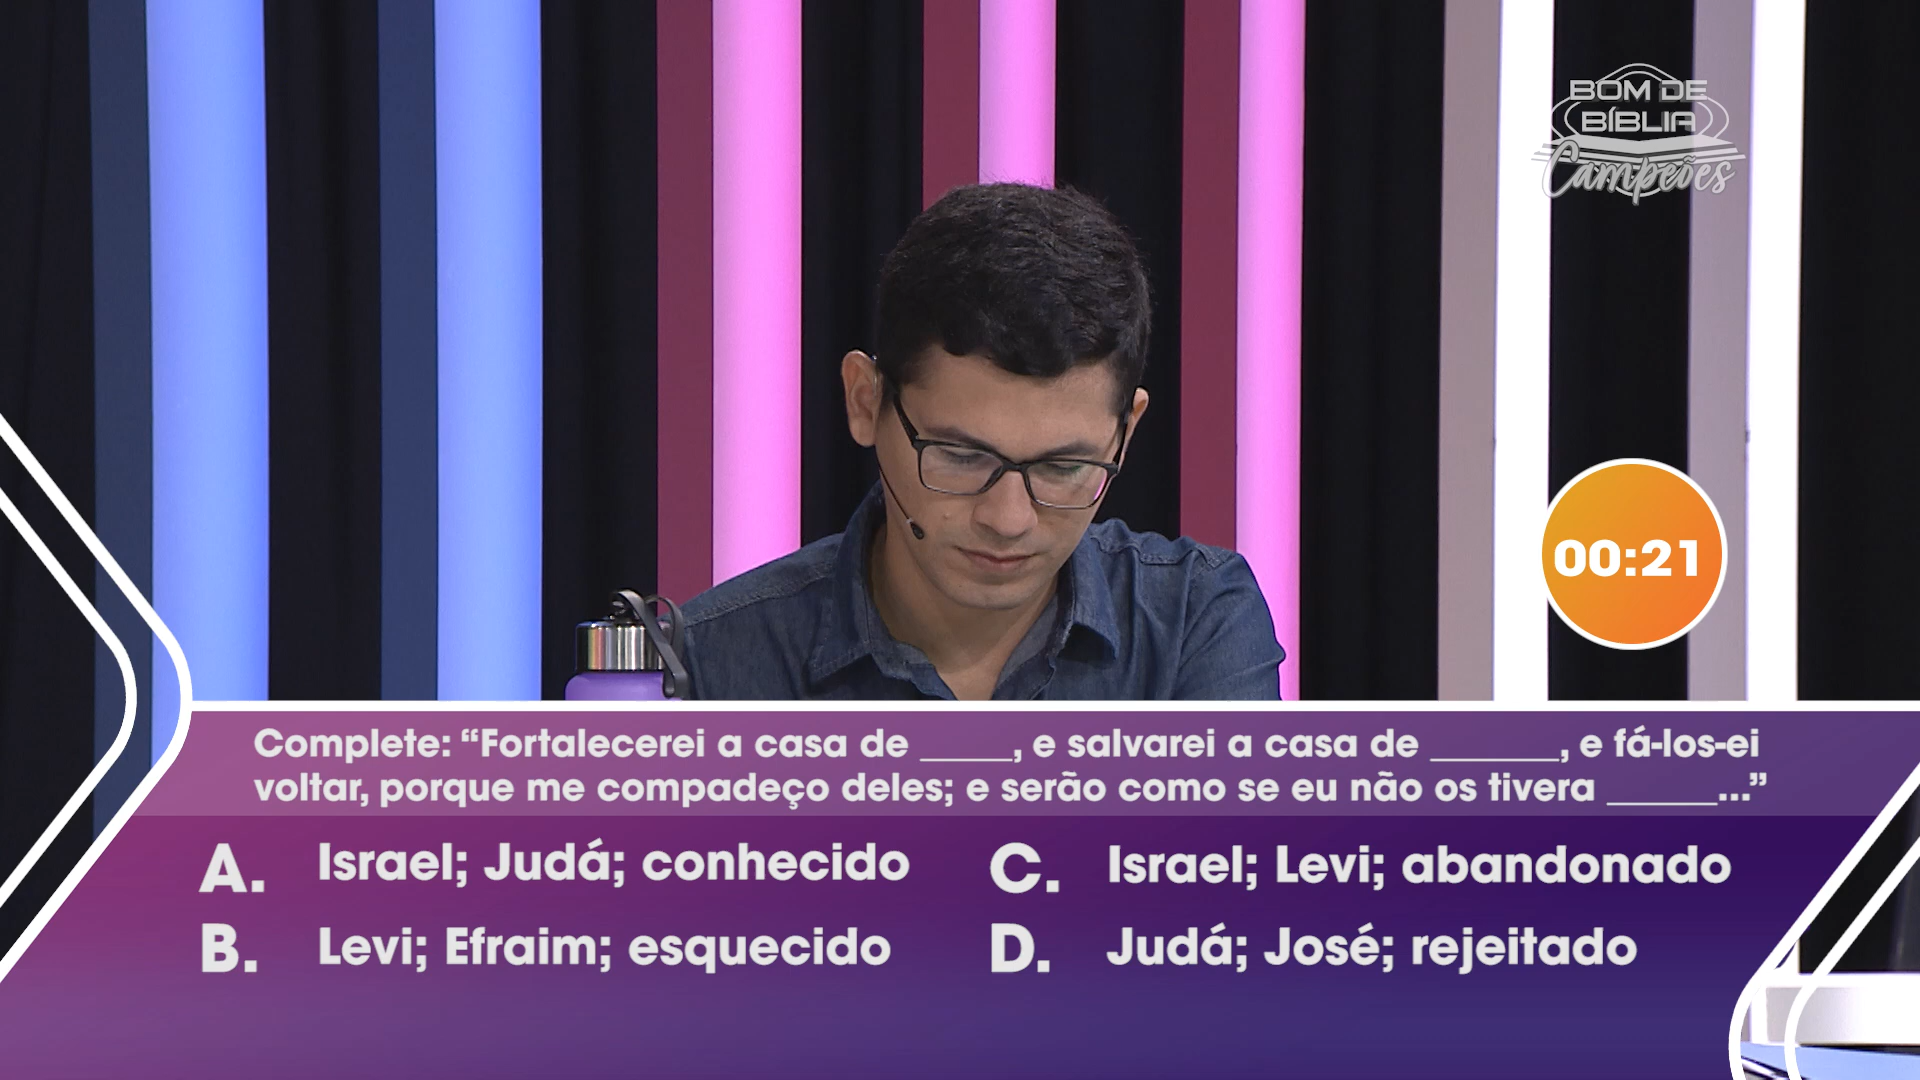 BOM DE
BÍBLIA
Campeões
00:21
Complete: “Fortalecerei a casa de _____, e salvarei a casa de _______, e fá-los-ei
voltar, porque me compadeço deles; e serão como se eu não os tivera ______...”
A. Israel; Judá; conhecido
C. Israel; Levi; abandonado
B. Levi; Efraim; esquecido
D. Judá; José; rejeitado